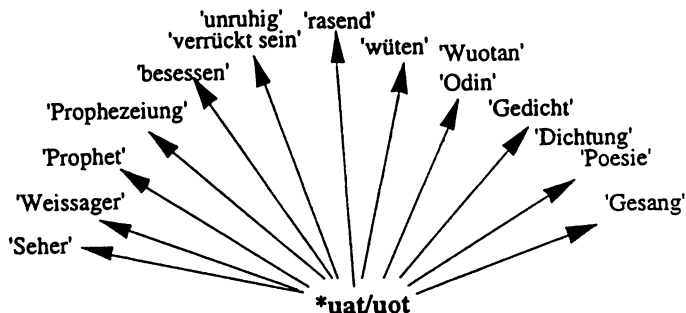 'unruhig'
'rasend'
'verrückt sein'
'wüten'
'Wuotan'
'besessen'
'Odin'
'Prophezeiung'
'Gedicht'
'Dichtung'
'Prophet'
'Poesie'
'Weissager'
'Gesang'
'Seher'
*uat/uot